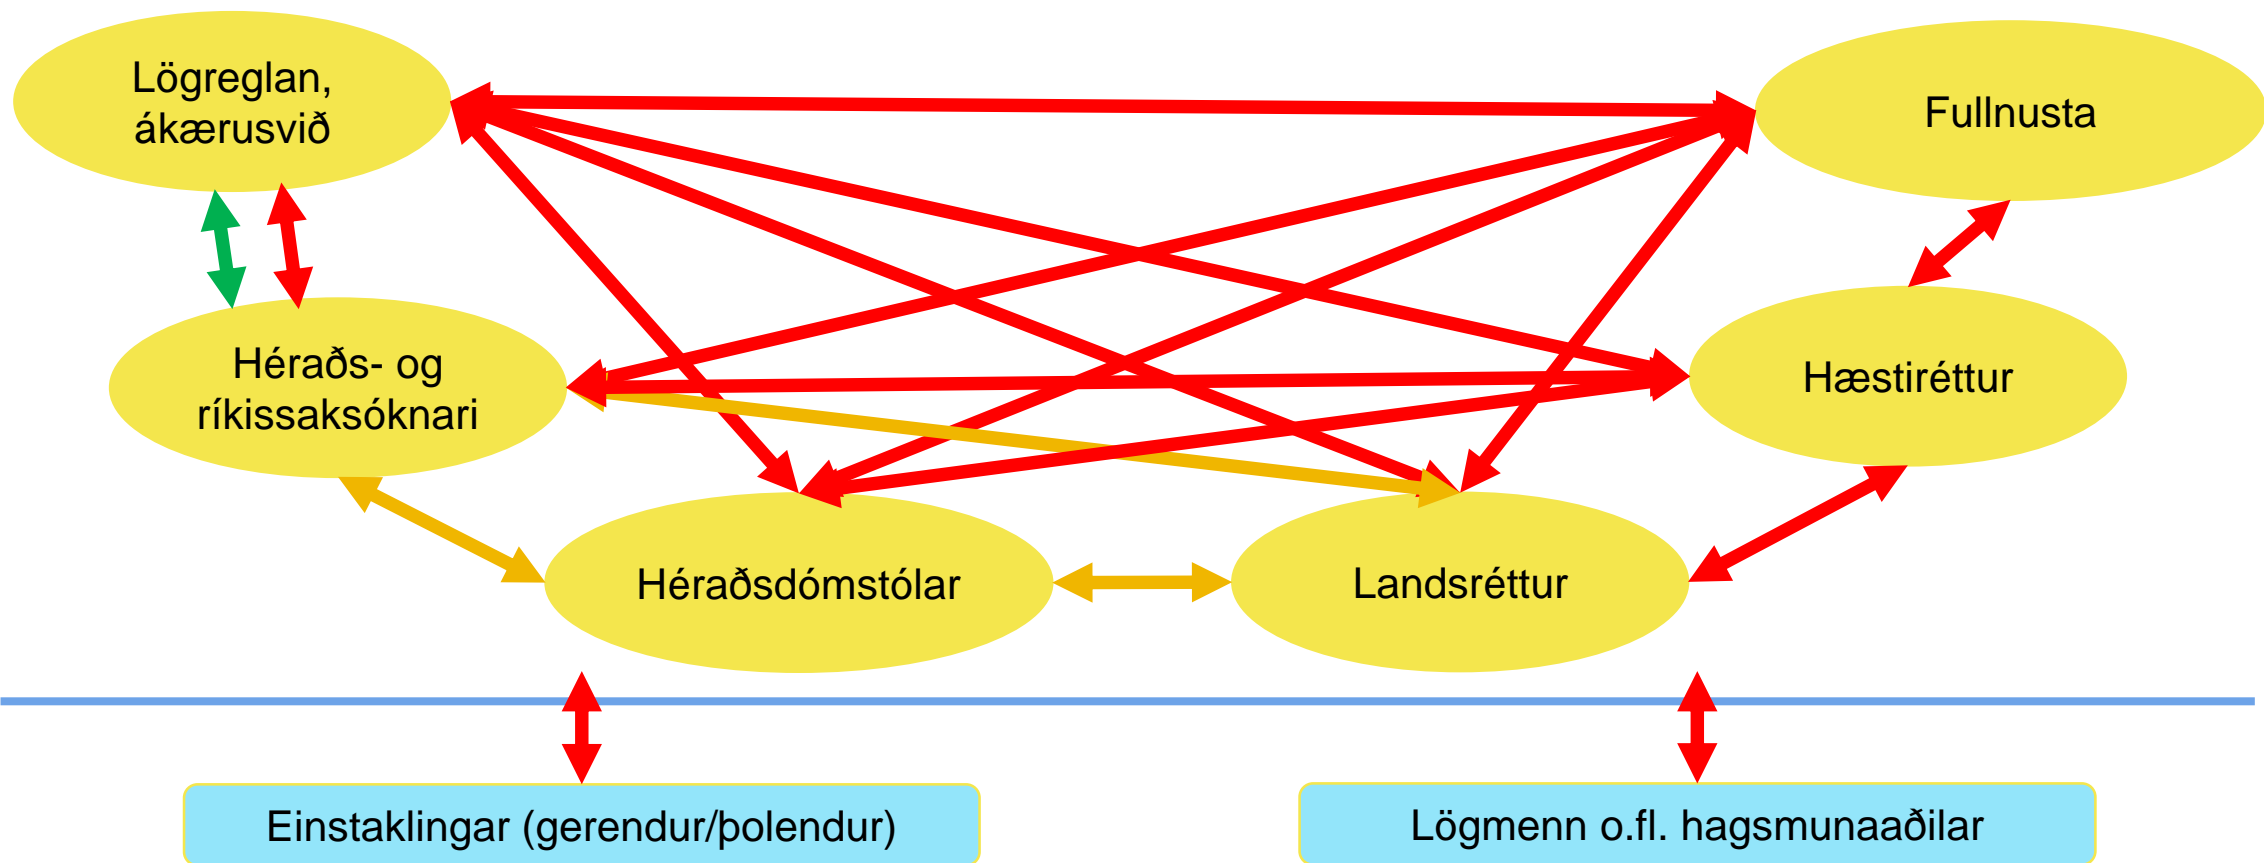 Lögreglan,
ákærusvið
Fullnusta
Héraðs- og
ríkissaksóknari
Hæstiréttur
Héraðsdómstólar
Landsréttur
Einstaklingar (gerendur/þolendur)
Lögmenn o.fl. hagsmunaaðilar